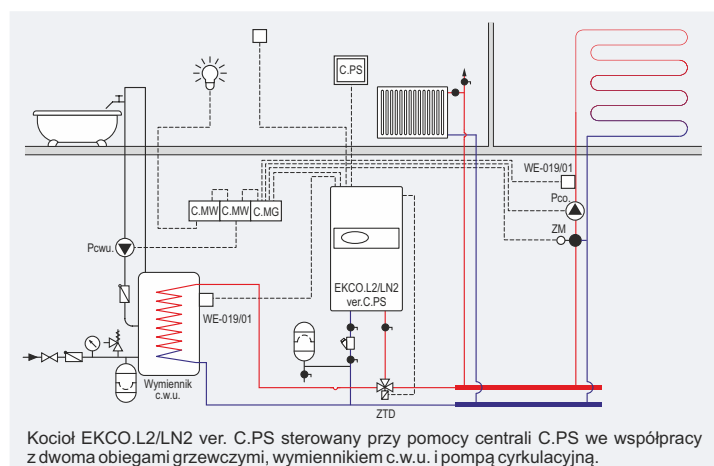 C.PS
WE-019/01
Pco.
C.MW C.MW C.MG
ZM
Pcwu.
EKCO.L2/LN2
ver.C.PS
WE-019/01
Wymiennik
c.w.u.
ZTD
Kocioł EKCO.L2/LN2 ver. C.PS sterowany przy pomocy centrali C.PS we współpracy
z dwoma obiegami grzewczymi, wymiennikiem c.w.u. i pompą cyrkulacyjną.